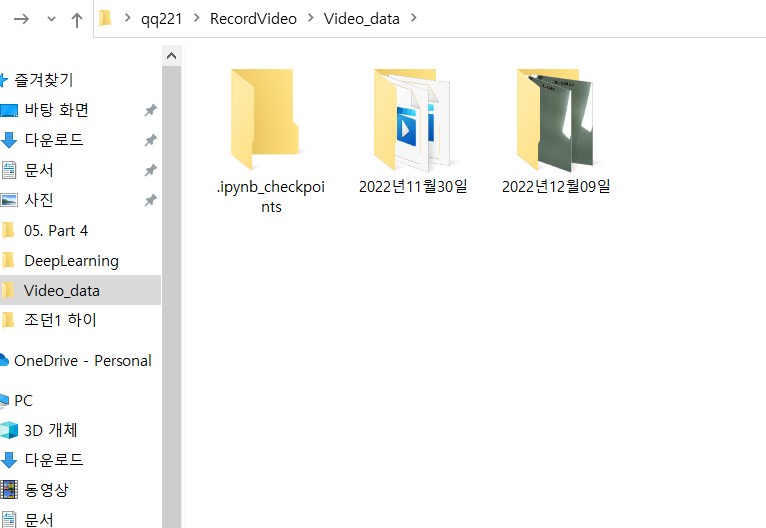 qq221 > RecordVideo > Video_data >
즐겨찾기
바탕 화면
다운로드
문서
사진
05. Part 4
DeepLearning
Video_data
조던1 하이
OneDrive - Personal
PC
3D 개체
다운로드
동영상
문서
.ipynb_checkpoi
nts
2022년11월30일
2022년12월09일